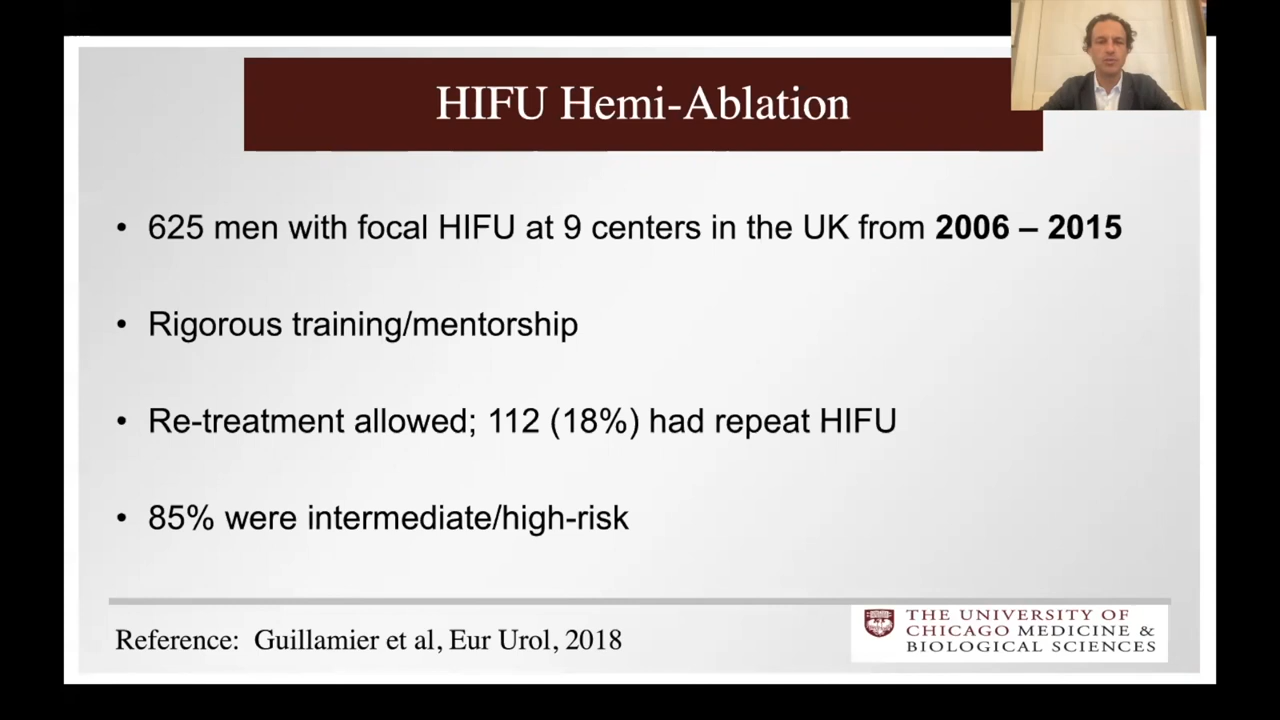 HIFU Hemi-Ablation
• 625 men with focal HIFU at 9 centers in the UK from 2006 – 2015
• Rigorous training/mentorship
• Re-treatment allowed; 112 (18%) had repeat HIFU
• 85% were intermediate/high-risk
Reference: Guillamier et al, Eur Urol, 2018
THE UNIVERSITY OF
CHICAGO MEDICINE &
BIOLOGICAL SCIENCES